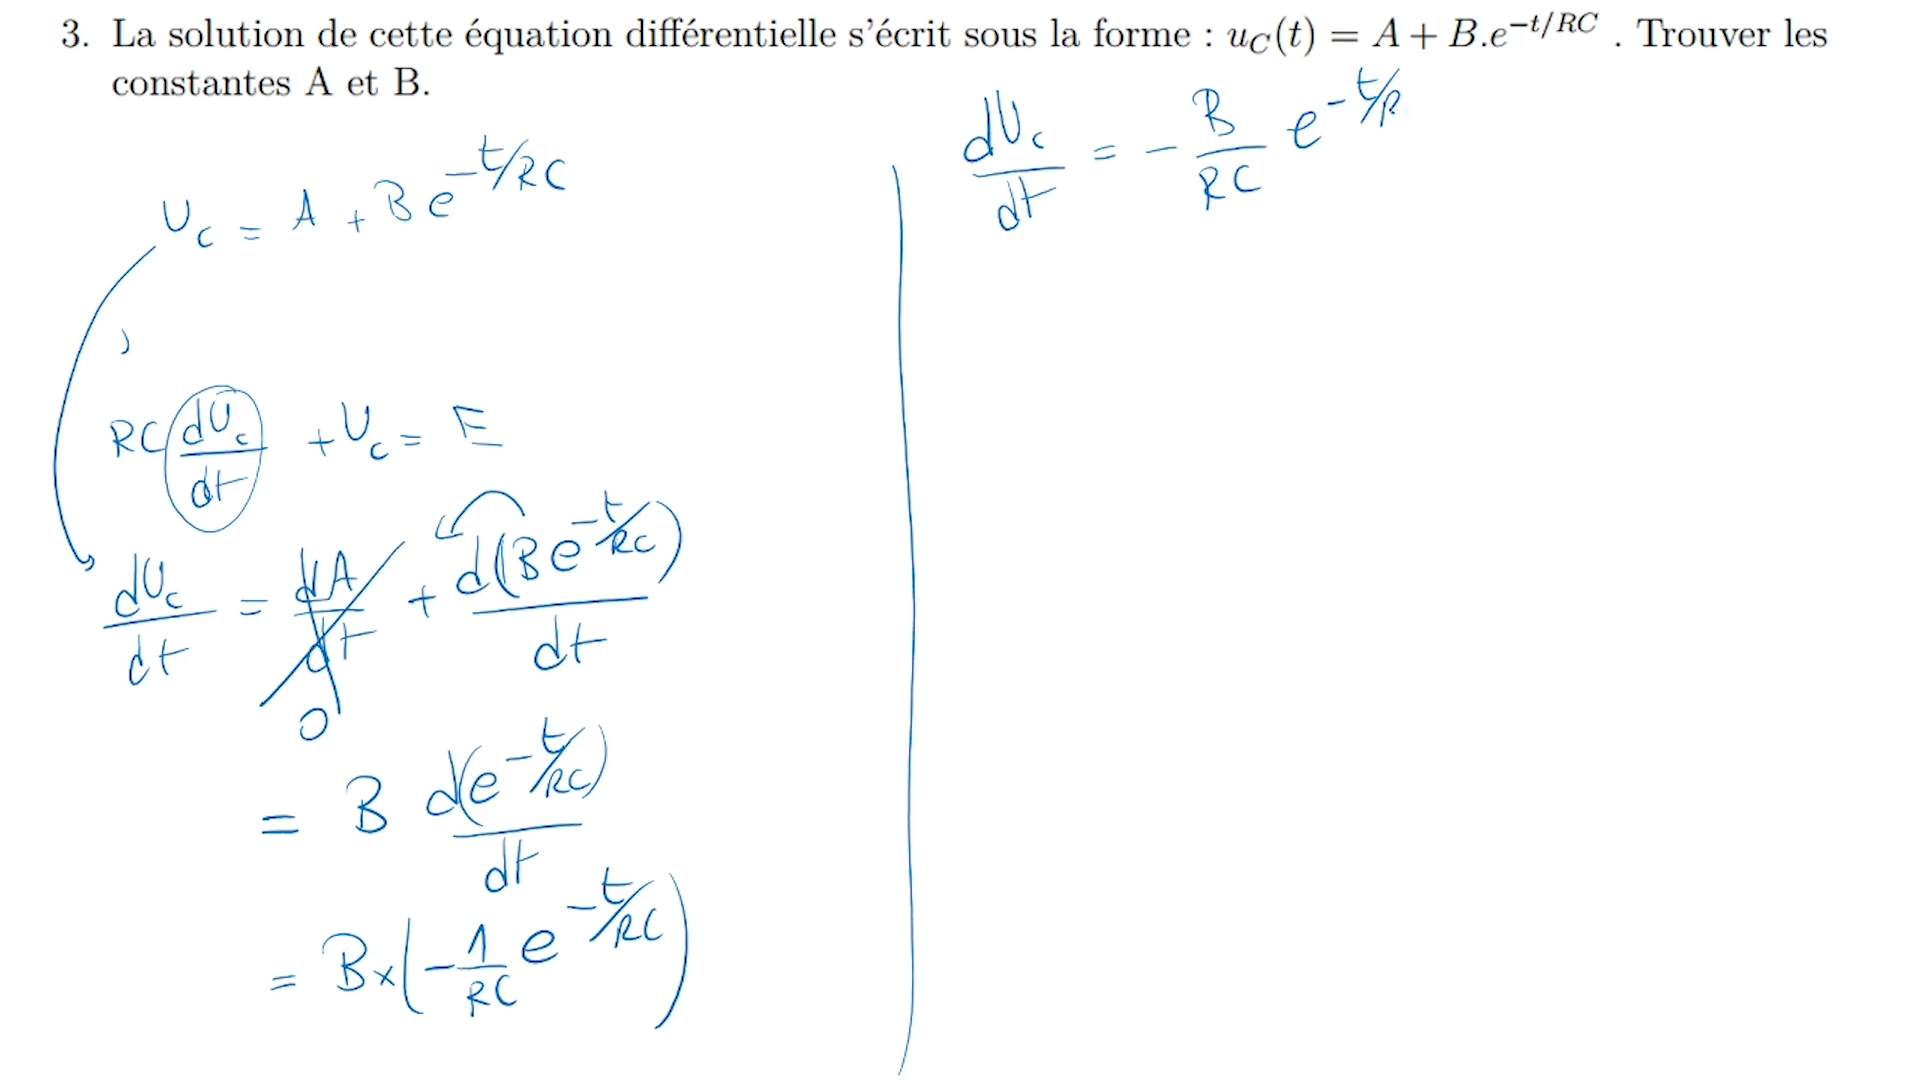 3. La solution de cette équation différentielle s'écrit sous la forme : u_C(t) = A + B.e^{-t/RC} . Trouver les
constantes A et B.
U_c = A + B e^{-t/RC}
RC dU_c/dt + U_c = E
dU_c/dt = dA/dt + d(B e^{-t/RC})/dt
0
= B d(e^{-t/RC})/dt
= B x (-1/RC e^{-t/RC})
dU_c/dt = - B/RC e^{-t/R